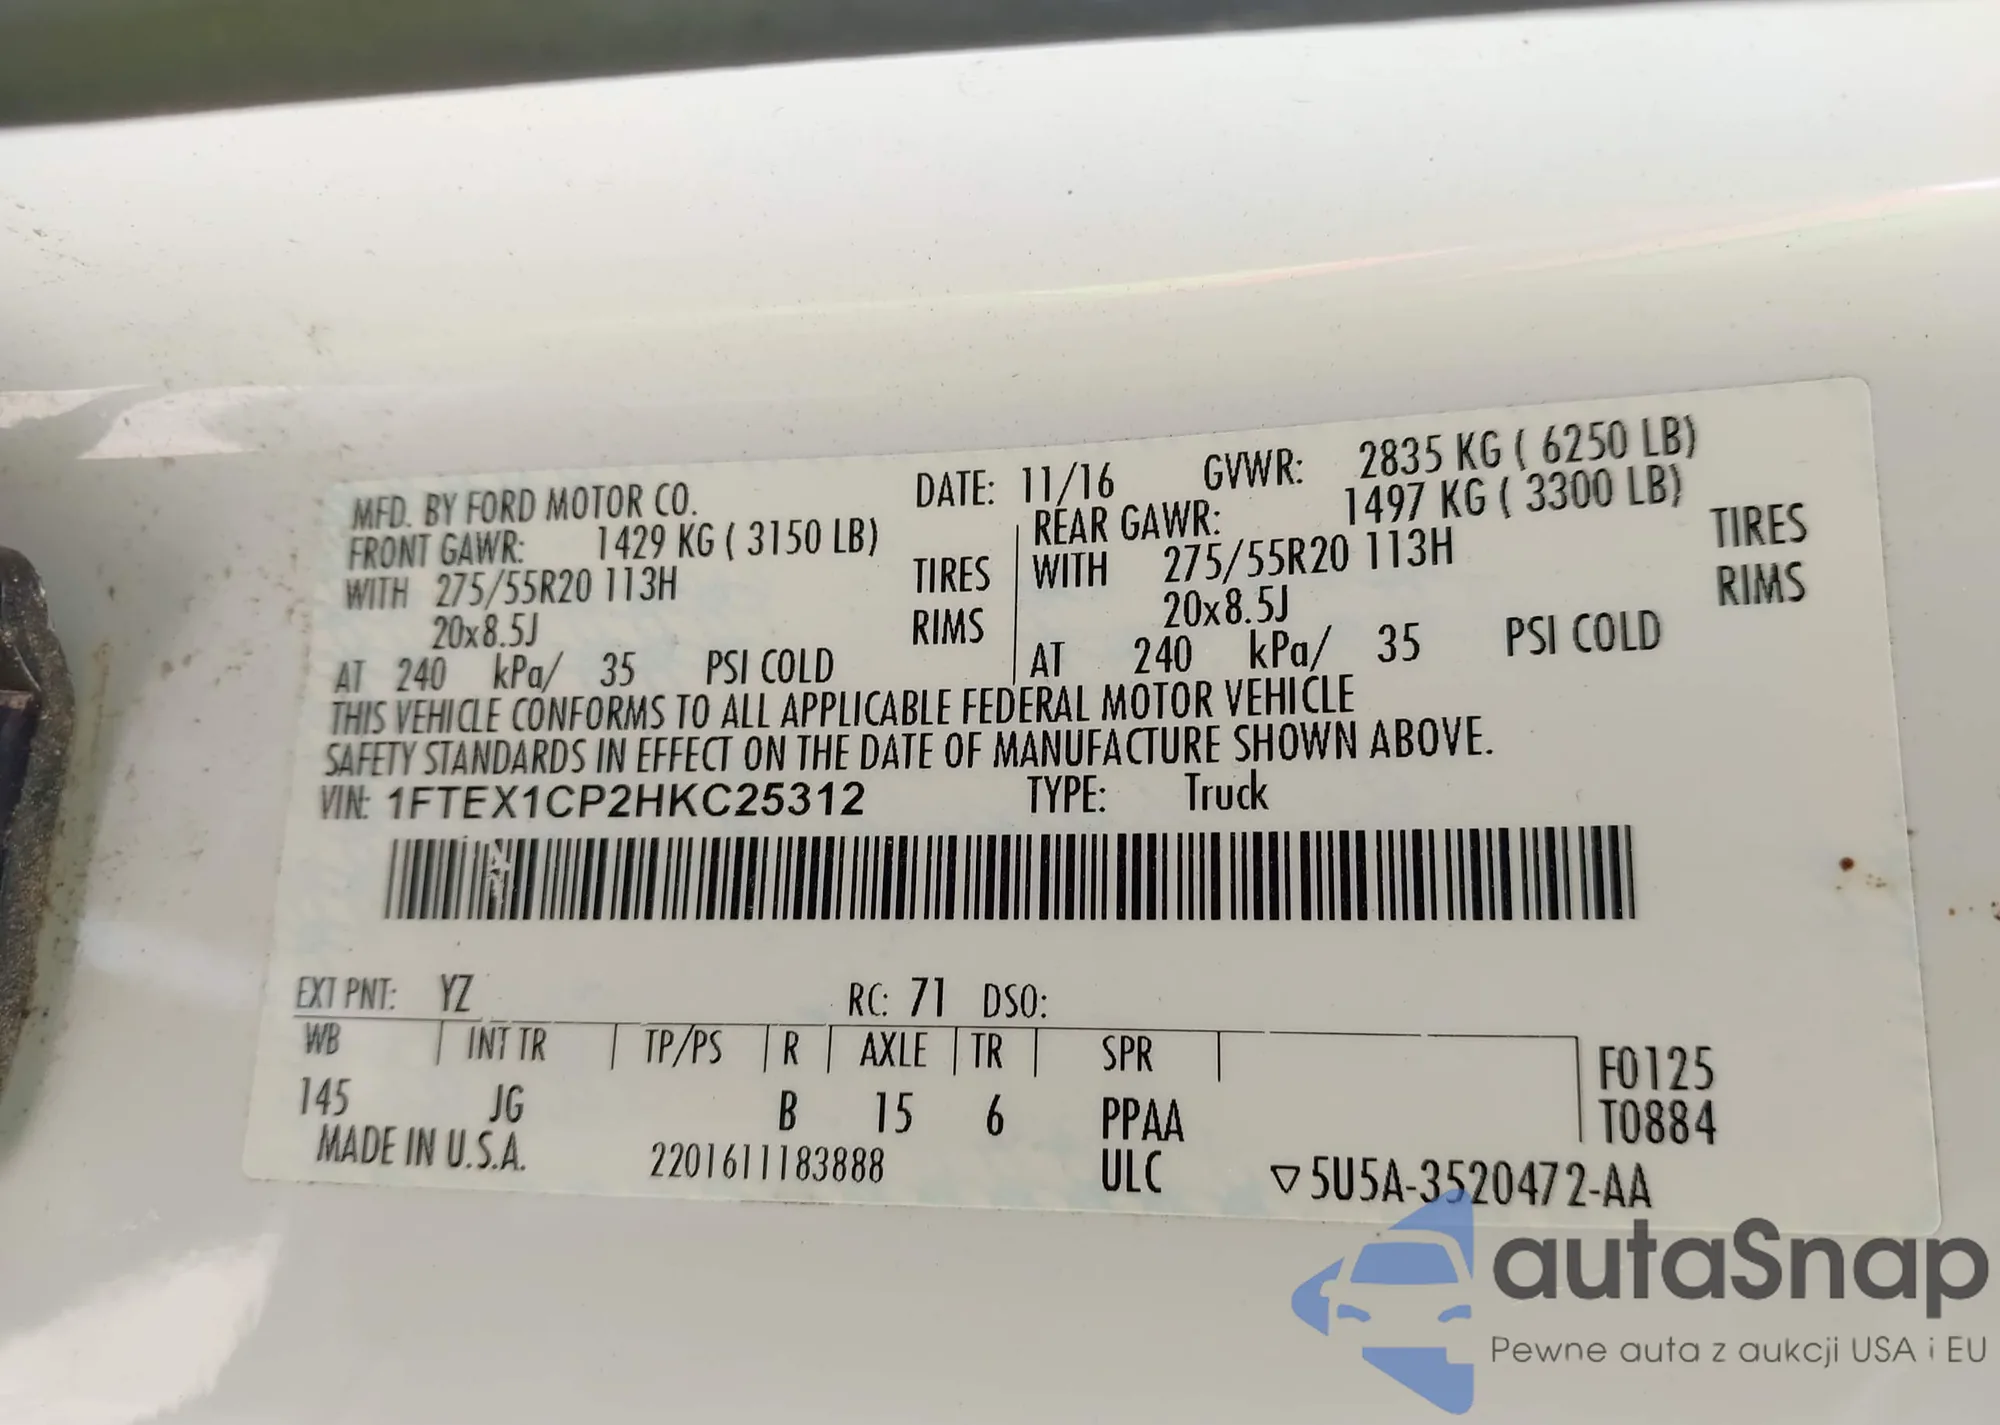 MFD. BY FORD MOTOR CO. DATE: 11/16 GVWR: 2835 KG ( 6250 LB)
FRONT GAWR: 1429 KG ( 3150 LB) REAR GAWR: 1497 KG ( 3300 LB)
WITH 275/55R20 113H TIRES WITH 275/55R20 113H TIRES
20x8.5J RIMS 20x8.5J RIMS
AT 240 kPa/ 35 PSI COLD AT 240 kPa/ 35 PSI COLD
THIS VEHICLE CONFORMS TO ALL APPLICABLE FEDERAL MOTOR VEHICLE
SAFETY STANDARDS IN EFFECT ON THE DATE OF MANUFACTURE SHOWN ABOVE.
VIN: 1FTEX1CP2HKC25312 TYPE: Truck
EXT PNT: YZ RC: 71 DSO:
WB INT TR TP/PS R AXLE TR SPR
F0125
145 JG B 15 6 PPAA T0884
MADE IN U.S.A. 2201611183888 ULC ▽5U5A-3520472-AA
autaSnap
Pewne auta z aukcji USA i EU